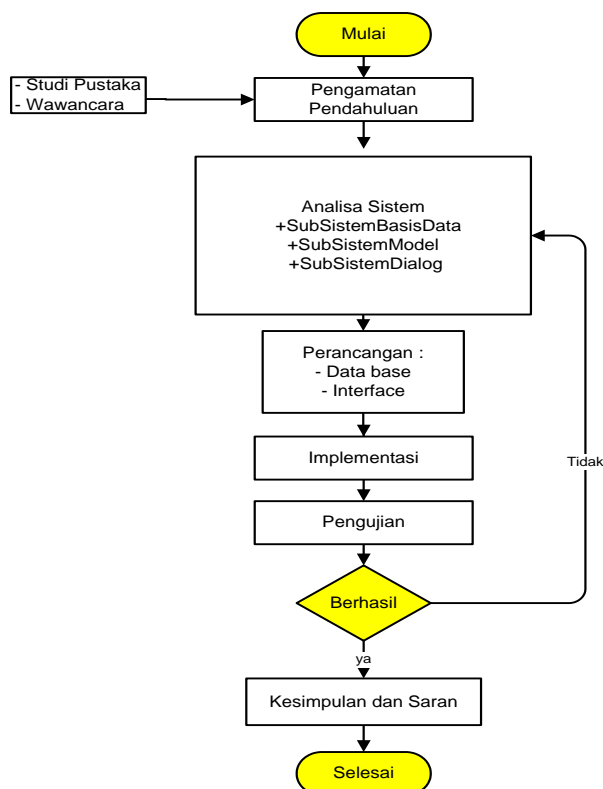 Mulai
- Studi Pustaka
- Wawancara
Pengamatan
Pendahuluan
Analisa Sistem
+SubSistemBasisData
+SubSistemModel
+SubSistemDialog
Perancangan :
- Data base
- Interface
Implementasi
Tidak
Pengujian
Berhasil
ya
Kesimpulan dan Saran
Selesai